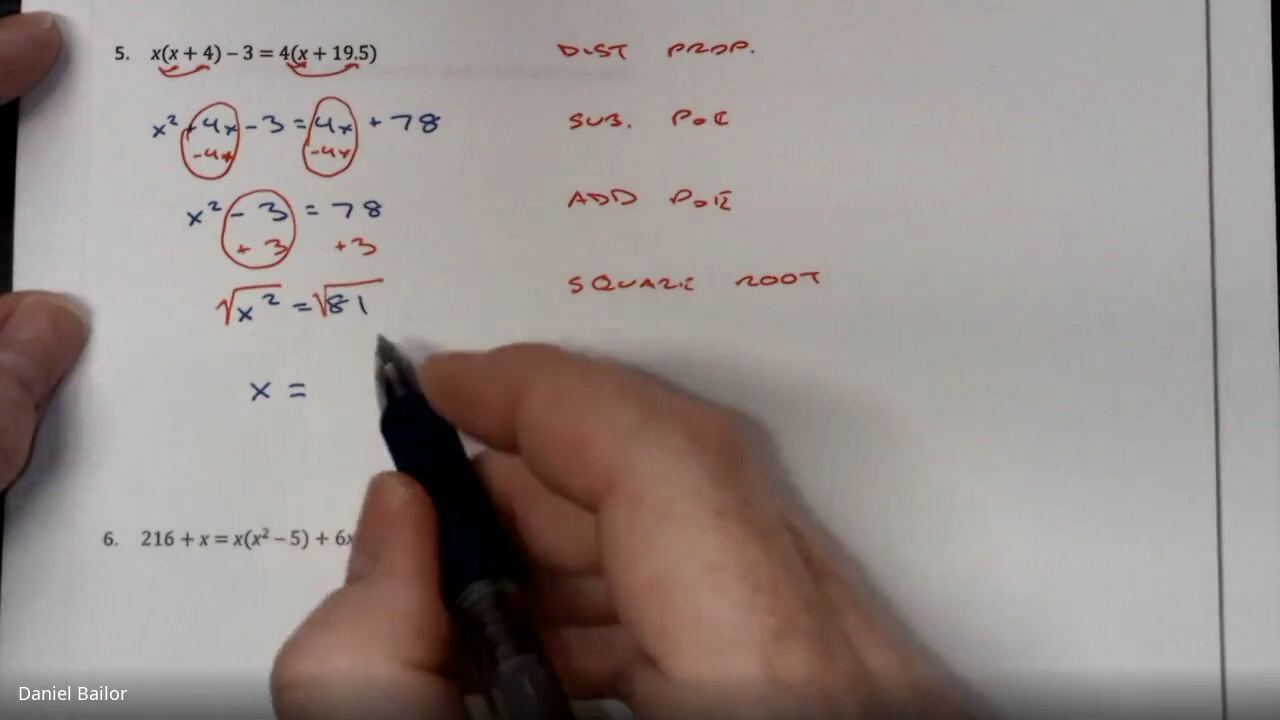 5. x(x + 4) – 3 = 4(x + 19.5) DIST PROP.
x² + 4x - 3 = 4x + 78 SUB. POE
-4x -4x
x² - 3 = 78 ADD POE
+ 3 +3
√x² = √81 SQUARE ROOT
x =
6. 216 + x = x(x² – 5) + 6x
Daniel Bailor